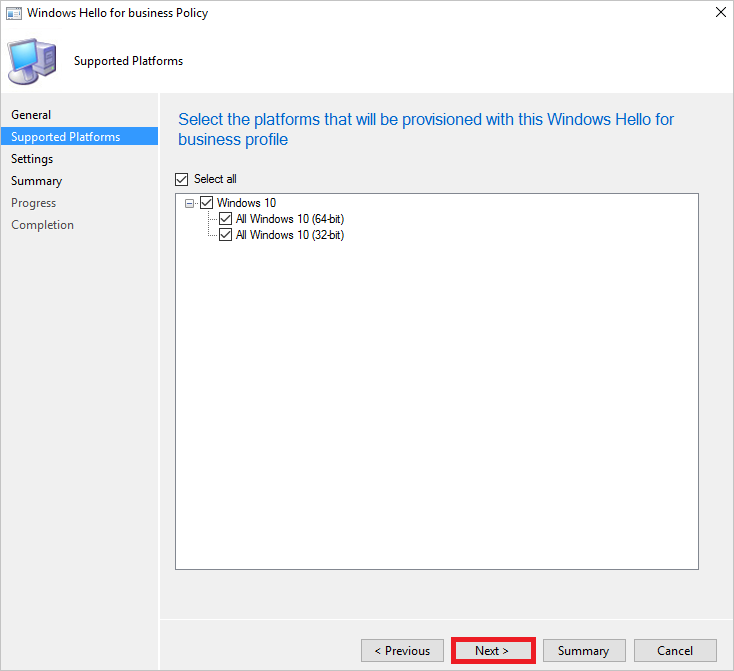 Windows Hello for business Policy
Supported Platforms
General
Supported Platforms
Settings
Summary
Progress
Completion
Select the platforms that will be provisioned with this Windows Hello for
business profile
Select all
Windows 10
All Windows 10 (64-bit)
All Windows 10 (32-bit)
< Previous
Next >
Summary
Cancel